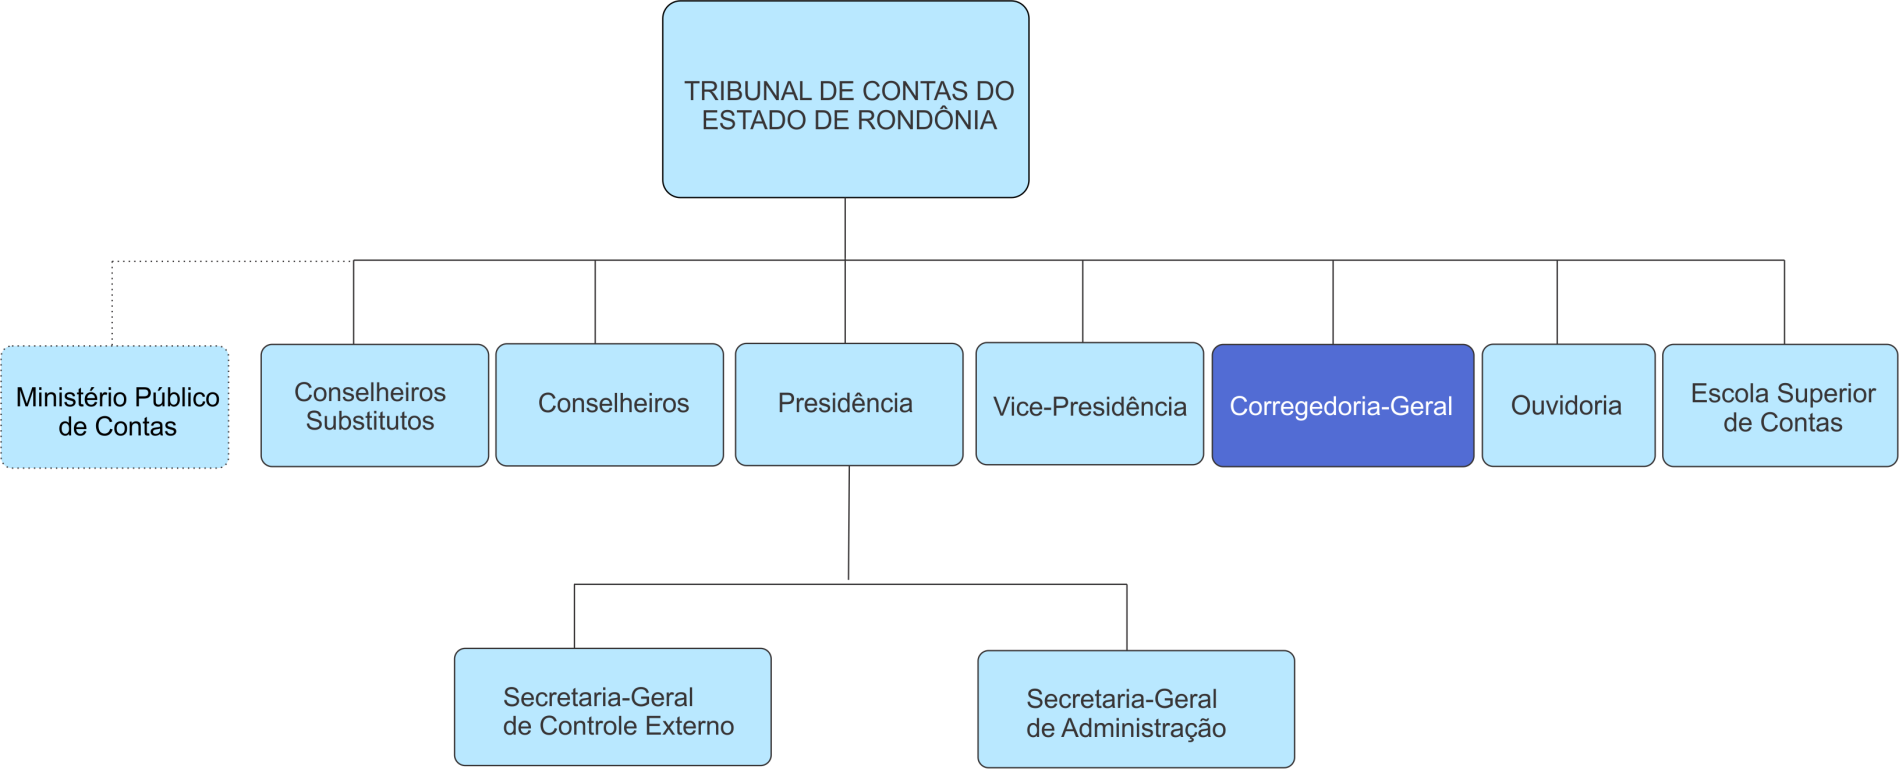 TRIBUNAL DE CONTAS DO
ESTADO DE RONDÔNIA
Ministério Público
de Contas
Conselheiros
Substitutos
Conselheiros
Presidência
Vice-Presidência
Corregedoria-Geral
Ouvidoria
Escola Superior
de Contas
Secretaria-Geral
de Controle Externo
Secretaria-Geral
de Administração